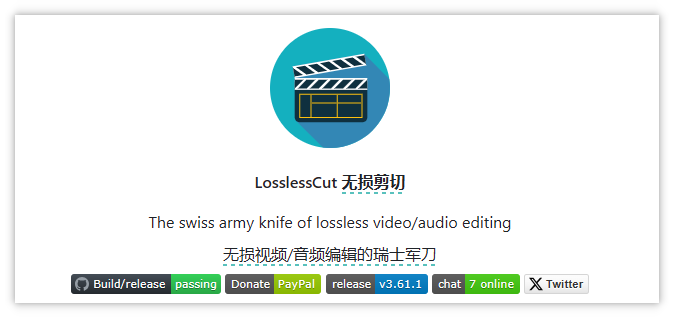 LosslessCut 无损剪切
The swiss army knife of lossless video/audio editing
无损视频/音频编辑的瑞士军刀
Build/release passing Donate PayPal release v3.61.1 chat 7 online Twitter